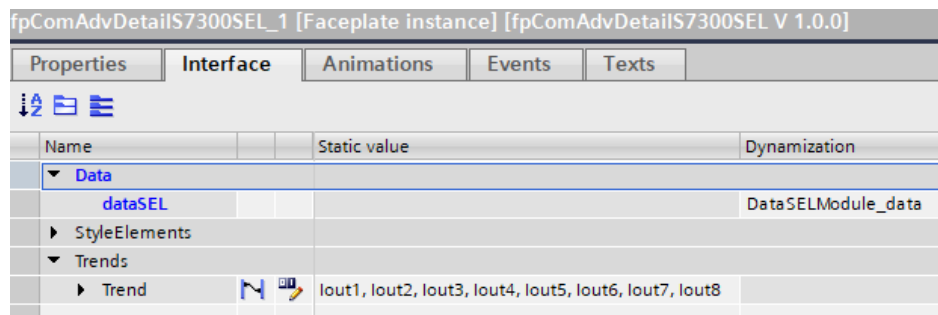 fpComAdvDetailS7300SEL_1 [Faceplate instance] [fpComAdvDetailS7300SEL V 1.0.0]
Properties Interface Animations Events Texts
Name Static value Dynamization
Data
dataSEL DataSELModule_data
StyleElements
Trends
Trend Iout1, Iout2, Iout3, Iout4, Iout5, Iout6, Iout7, Iout8